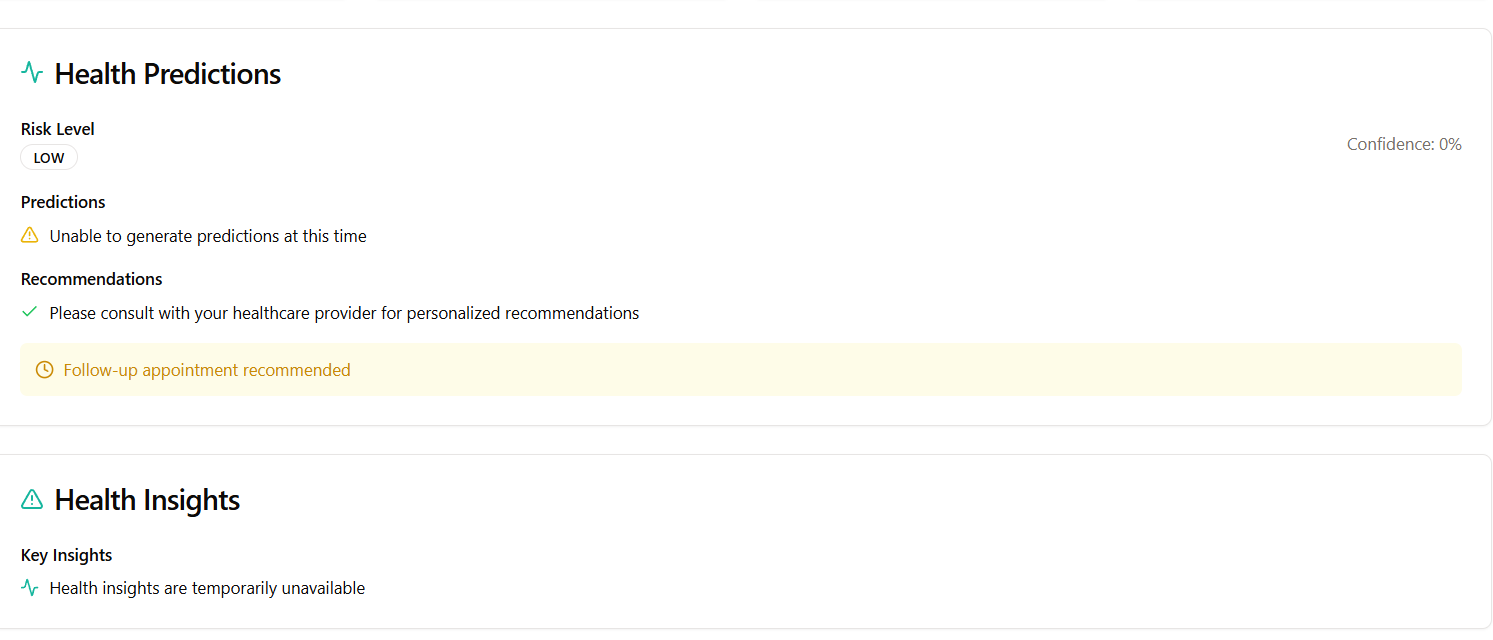 Health Predictions
Risk Level
LOW
Confidence: 0%
Predictions
Unable to generate predictions at this time
Recommendations
Please consult with your healthcare provider for personalized recommendations
Follow-up appointment recommended
Health Insights
Key Insights
Health insights are temporarily unavailable